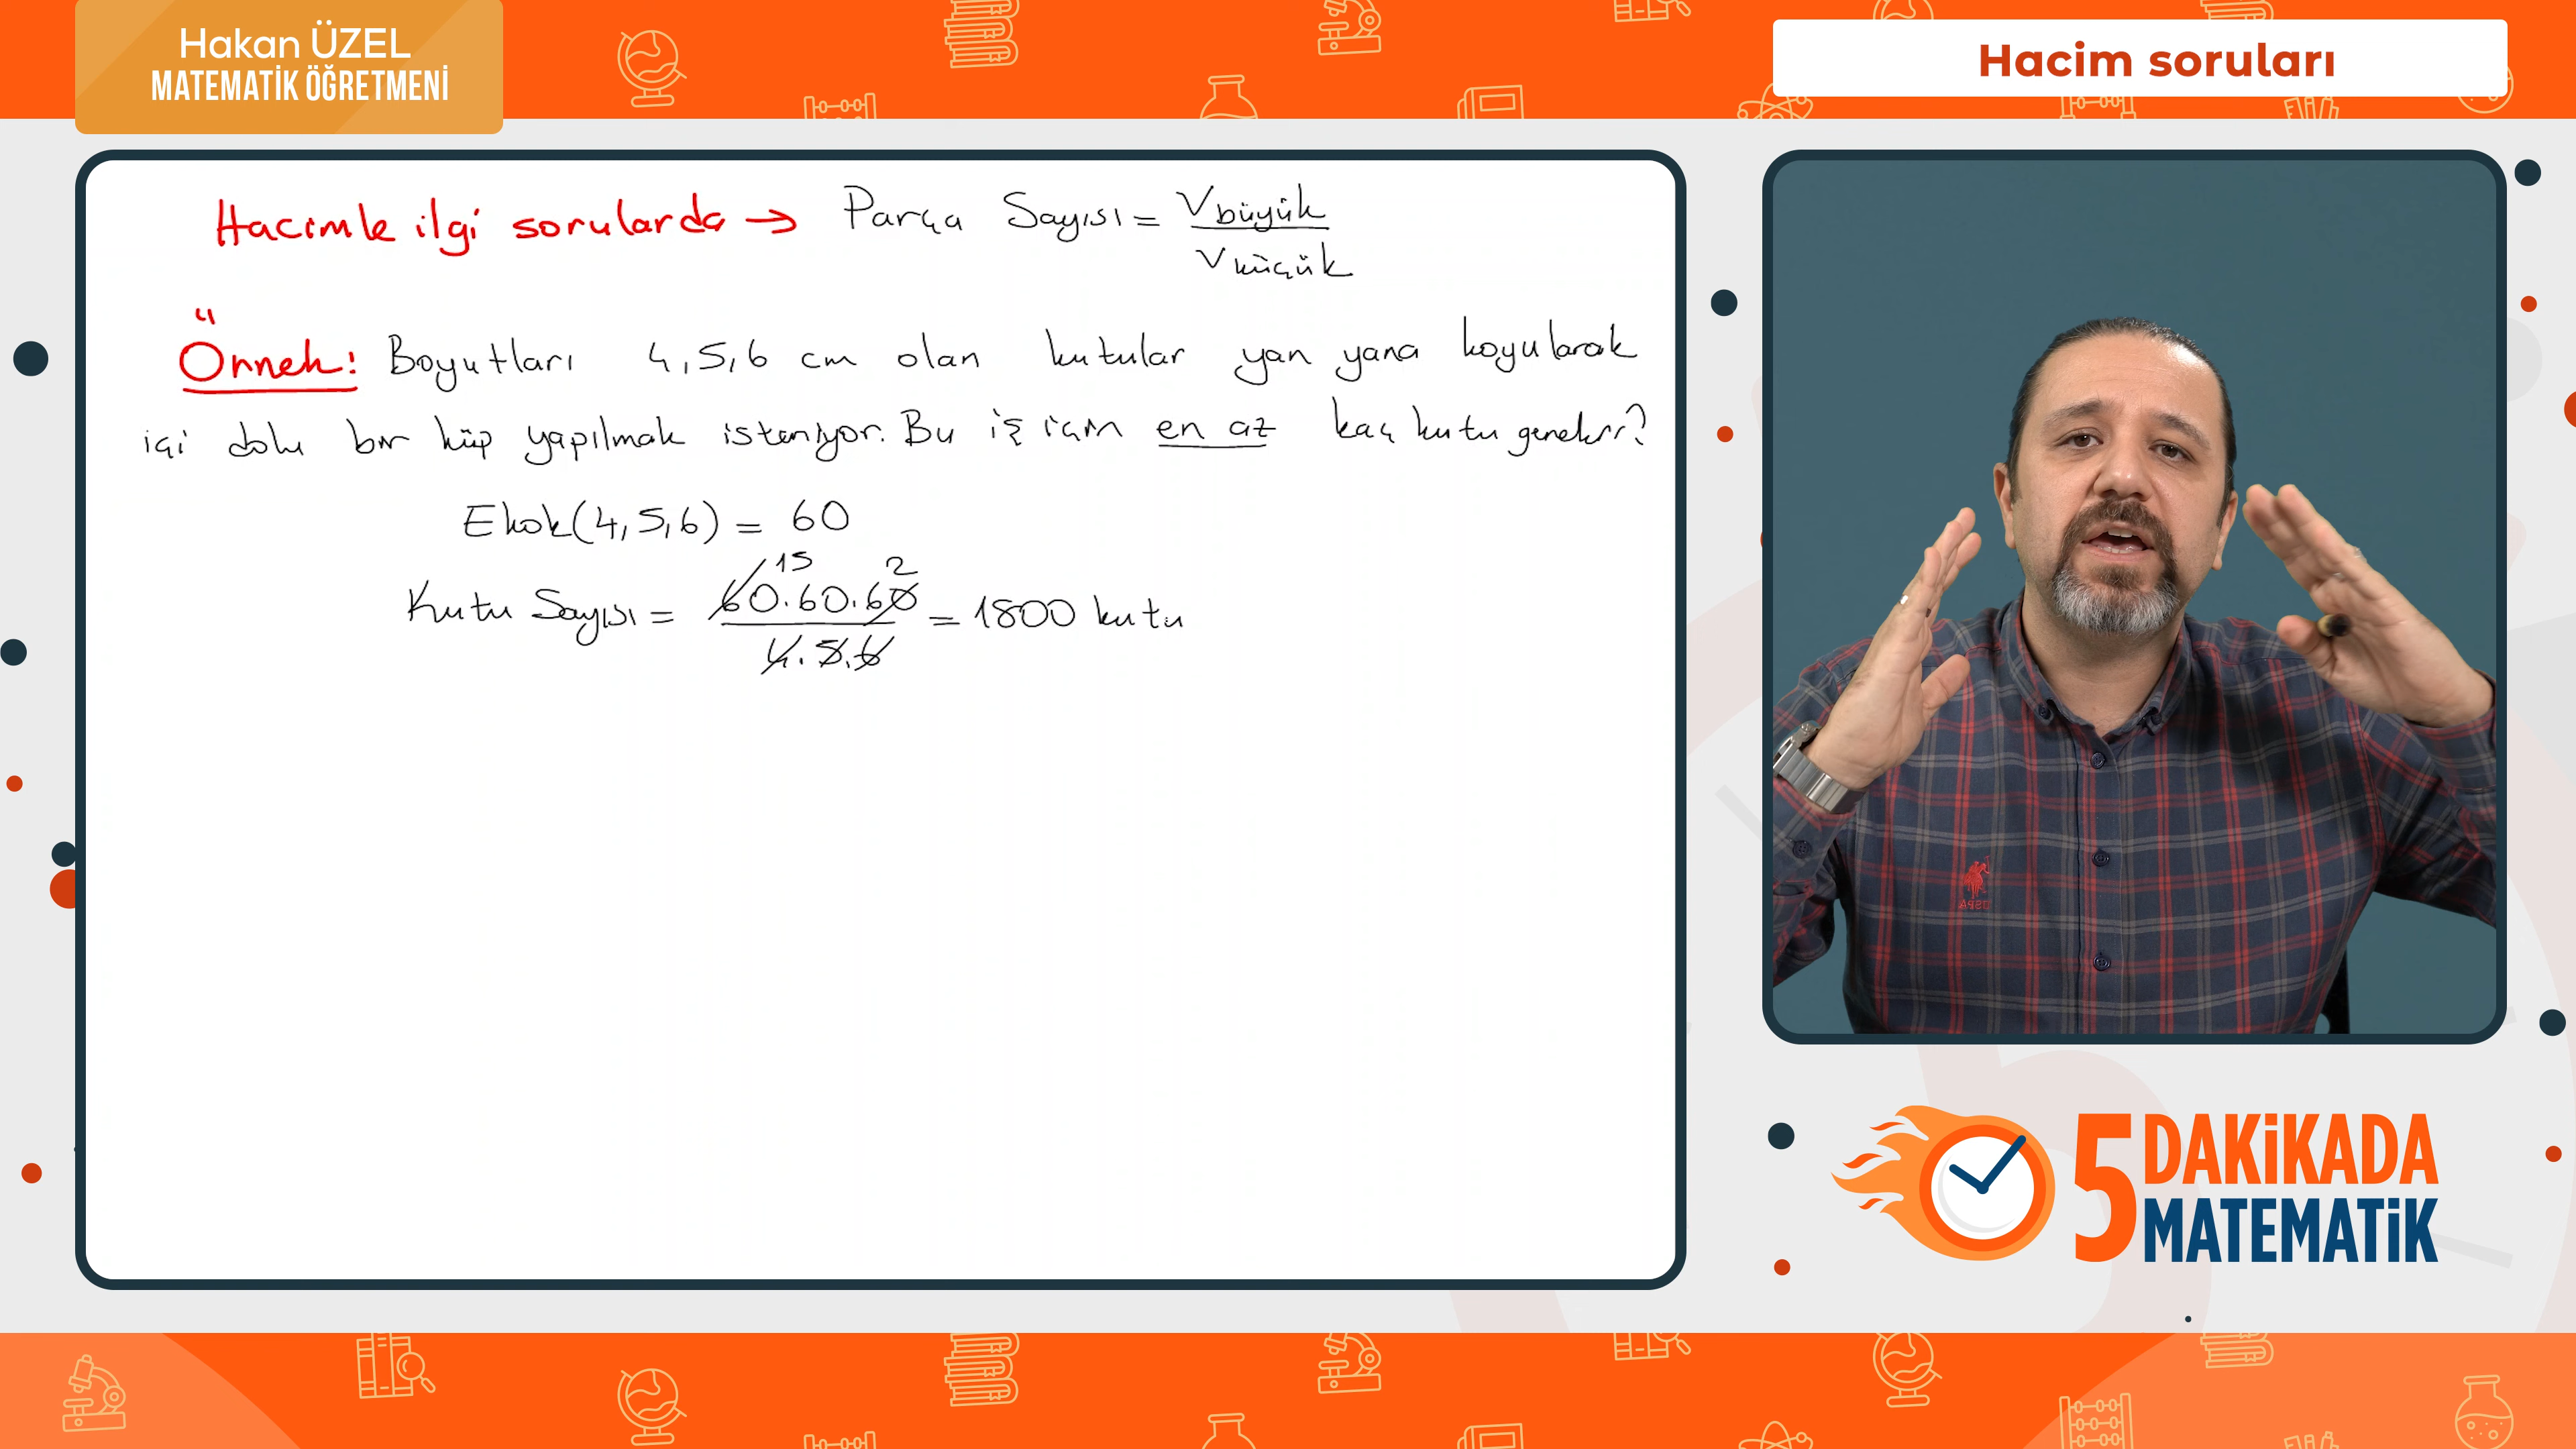 Hakan ÜZEL
MATEMATİK ÖĞRETMENİ
Hacim soruları
Hacimle ilgi sorularda → Parça Sayısı = Vbüyük
Vküçük
Örnek: Boyutları 4,5,6 cm olan kutular yan yana koyularak
içi dolu bir küp yapılmak isteniyor. Bu iş için en az kaç kutu gerekir?
Ekok(4,5,6) = 60
15 2
Kutu Sayısı = 60.60.60 = 1800 kutu
4.5.6
USPA
5 DAKİKADA
MATEMATİK